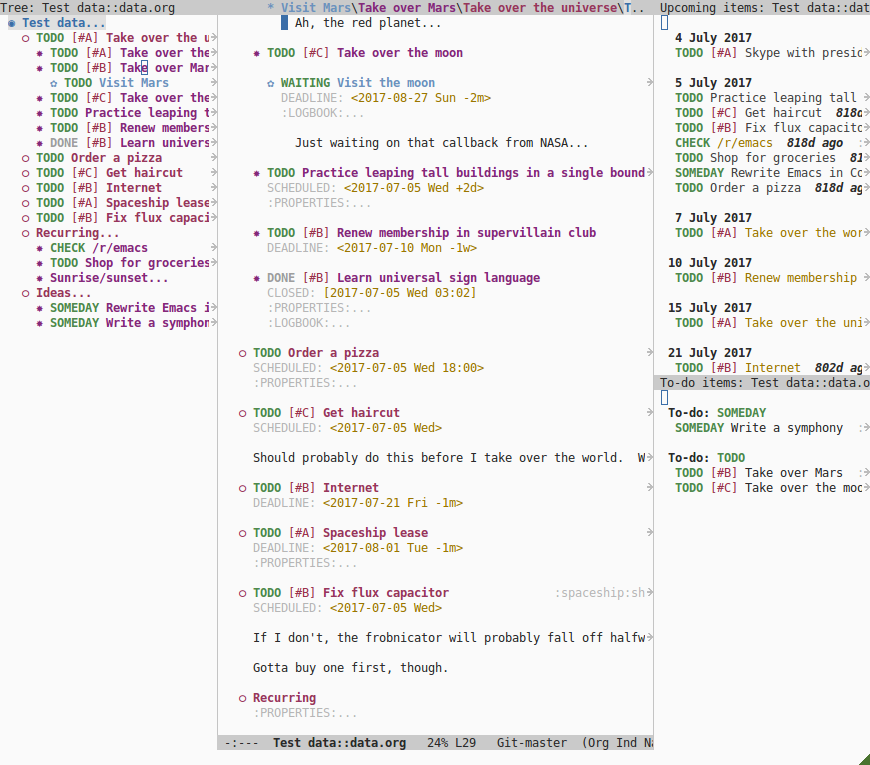 Tree: Test data::data.org
Test data...
TODO [#A] Take over the u
TODO [#A] Take over the
TODO [#B] Take over Mar
TODO Visit Mars
TODO [#C] Take over the
TODO Practice leaping t
TODO [#B] Renew members
DONE [#B] Learn univers
TODO Order a pizza
TODO [#C] Get haircut
TODO [#B] Internet
TODO [#A] Spaceship lease
TODO [#B] Fix flux capaci
Recurring...
CHECK /r/emacs
TODO Shop for groceries
Sunrise/sunset...
Ideas...
SOMEDAY Rewrite Emacs i
SOMEDAY Write a symphon
* Visit Mars\Take over Mars\Take over the universe\T..
Ah, the red planet...
TODO [#C] Take over the moon
WAITING Visit the moon
DEADLINE: <2017-08-27 Sun -2m>
:LOGBOOK:...
Just waiting on that callback from NASA...
TODO Practice leaping tall buildings in a single bound
SCHEDULED: <2017-07-05 Wed +2d>
:PROPERTIES:...
TODO [#B] Renew membership in supervillain club
DEADLINE: <2017-07-10 Mon -1w>
DONE [#B] Learn universal sign language
CLOSED: [2017-07-05 Wed 03:02]
:PROPERTIES:...
:LOGBOOK:...
TODO Order a pizza
SCHEDULED: <2017-07-05 Wed 18:00>
:PROPERTIES:...
TODO [#C] Get haircut
SCHEDULED: <2017-07-05 Wed>
Should probably do this before I take over the world.  W
TODO [#B] Internet
DEADLINE: <2017-07-21 Fri -1m>
TODO [#A] Spaceship lease
DEADLINE: <2017-08-01 Tue -1m>
:PROPERTIES:...
TODO [#B] Fix flux capacitor :spaceship:sh
SCHEDULED: <2017-07-05 Wed>
If I don't, the frobnicator will probably fall off halfw
Gotta buy one first, though.
Recurring
:PROPERTIES:...
-:---  Test data::data.org   24% L29   Git-master  (Org Ind Na
Upcoming items: Test data::dat
4 July 2017
TODO [#A] Skype with presid
5 July 2017
TODO Practice leaping tall
TODO [#C] Get haircut  818d
TODO [#B] Fix flux capacito
CHECK /r/emacs  818d ago  :
TODO Shop for groceries  81
SOMEDAY Rewrite Emacs in Co
TODO Order a pizza  818d ag
7 July 2017
TODO [#A] Take over the wor
10 July 2017
TODO [#B] Renew membership
15 July 2017
TODO [#A] Take over the uni
21 July 2017
TODO [#B] Internet  802d ag
To-do items: Test data::data.o
To-do: SOMEDAY
SOMEDAY Write a symphony  :
To-do: TODO
TODO [#B] Take over Mars  :
TODO [#C] Take over the moo